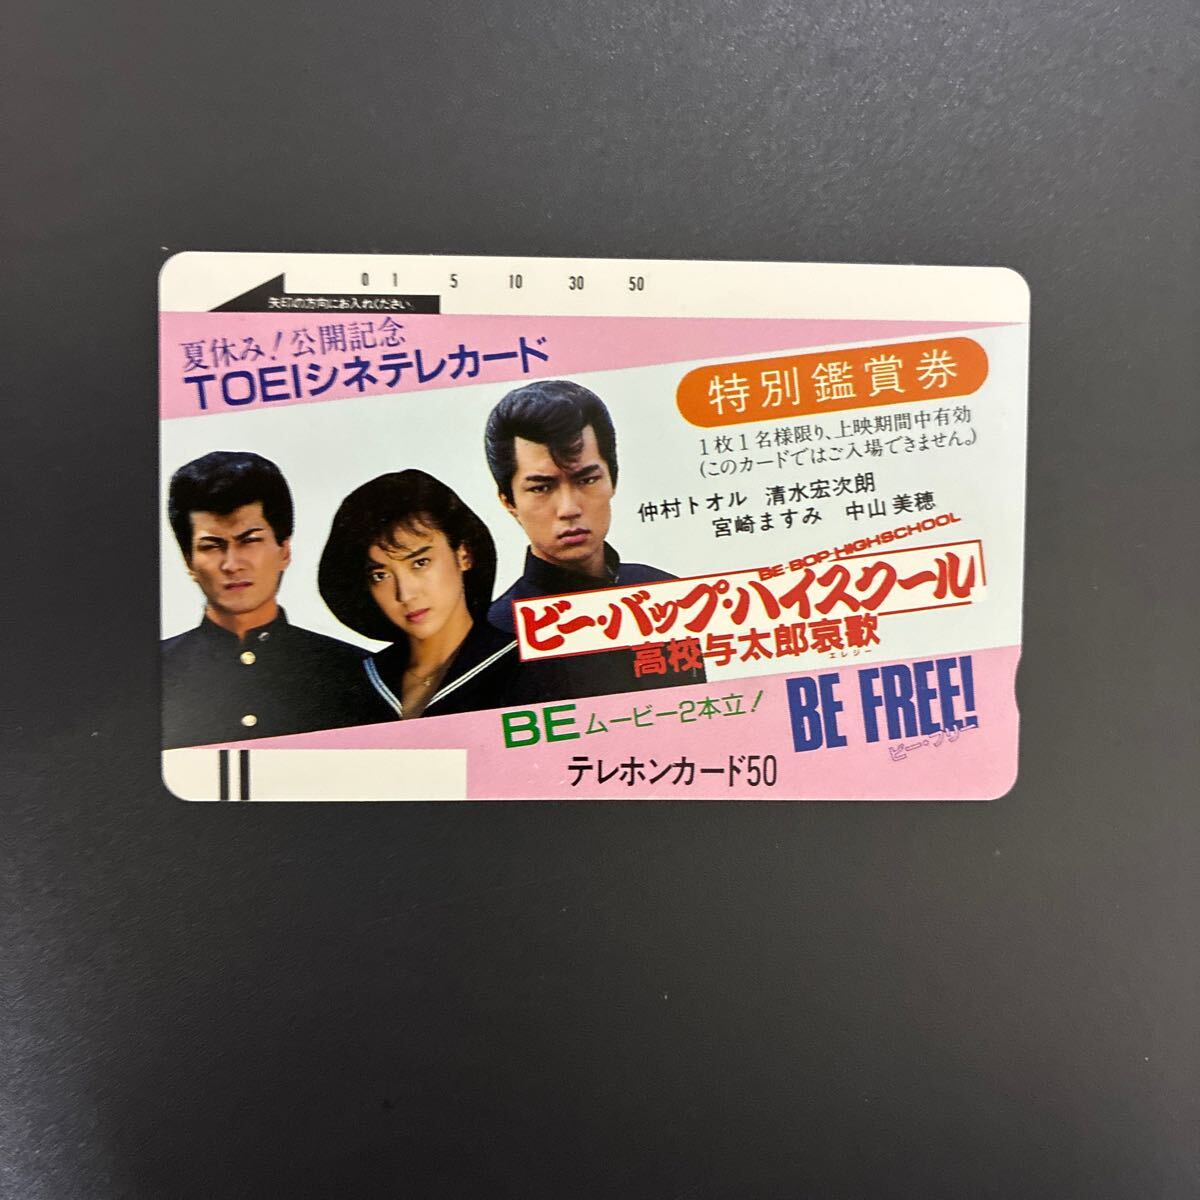 0 1 5 10 30 50
矢印の方向にお入れください。
夏休み!公開記念
TOEIシネテレカード
特別鑑賞券
1枚1名様限り、上映期間中有効
(このカードではご入場できません。)
仲村トオル 清水宏次朗
宮崎ますみ 中山美穂
BE-BOP-HIGHSCHOOL
ビー・バップ・ハイスクール
高校与太郎哀歌
エレジー
BEムービー2本立!
BE FREE!
ビー・フリー
テレホンカード50